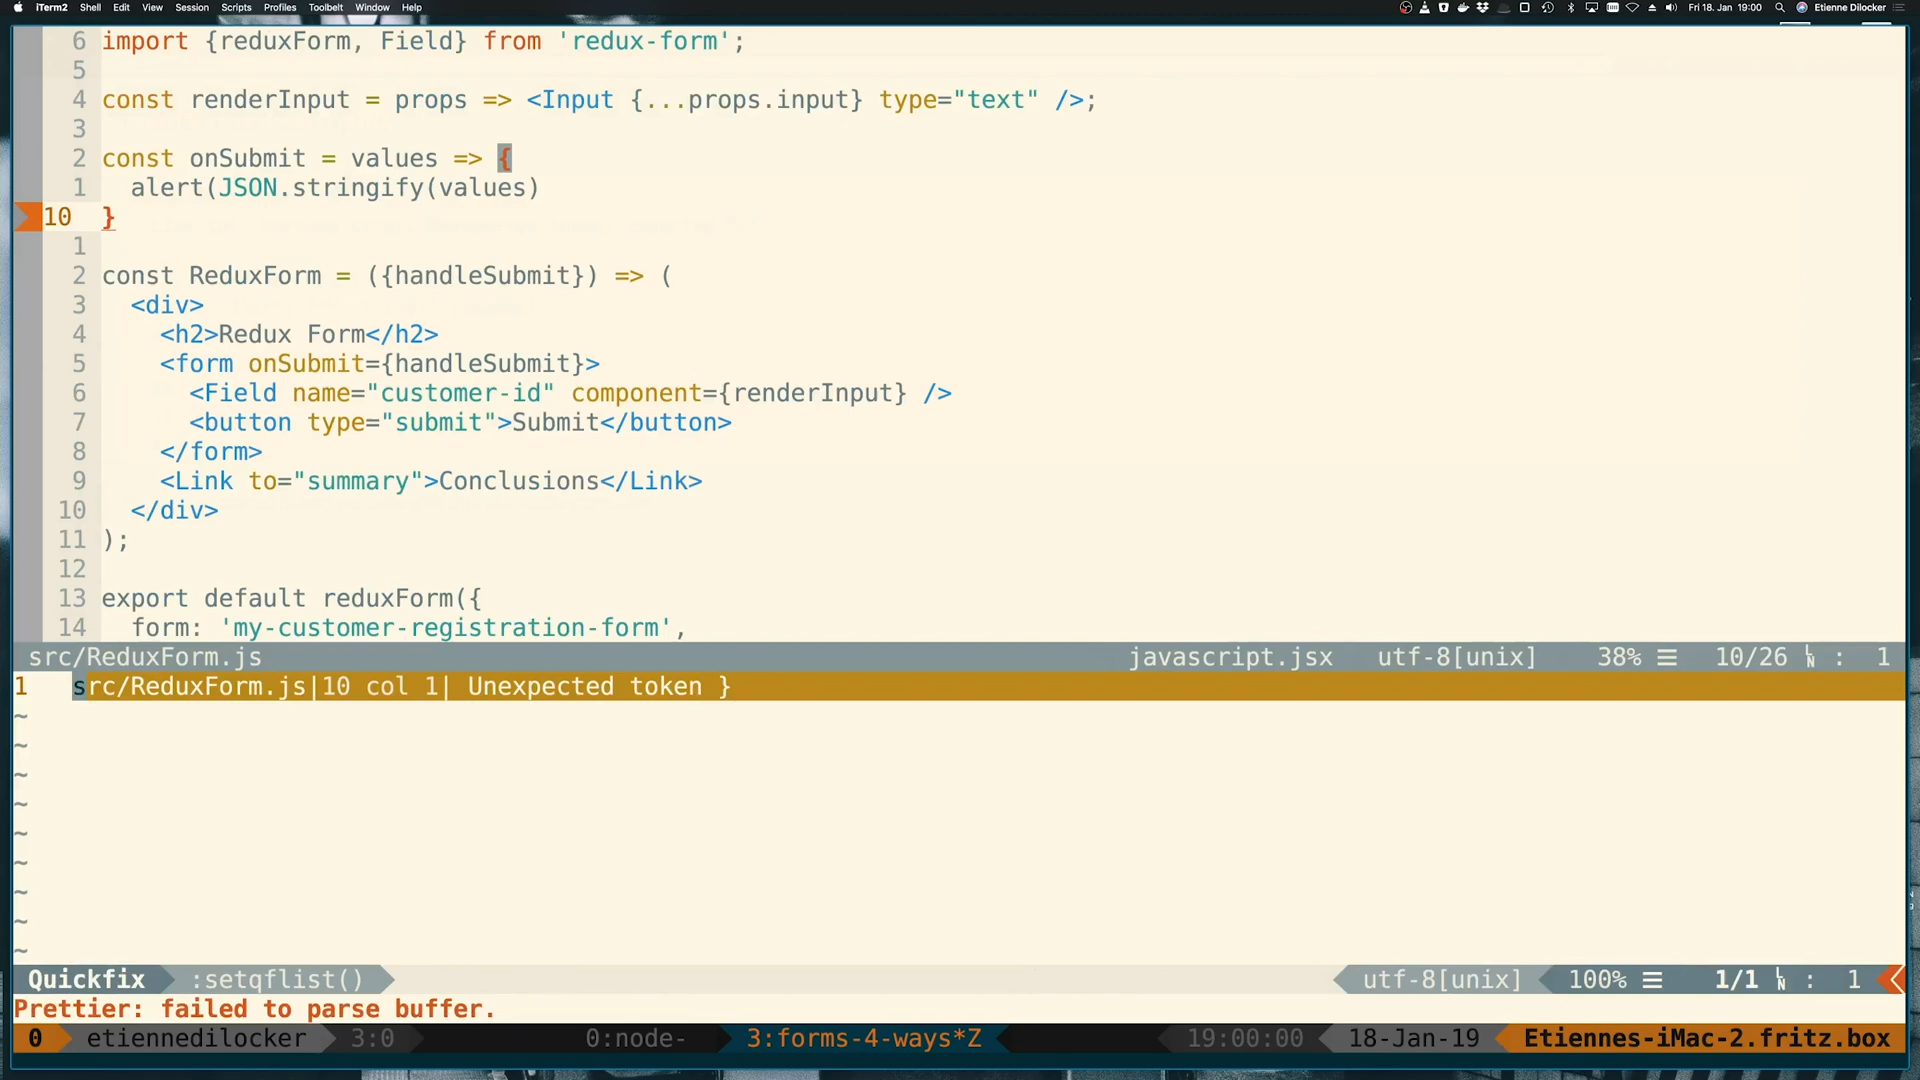 iTerm2 Shell Edit View Session Scripts Profiles Toolbelt Window Help Fri 18. Jan 19:00 Etienne Dilocker
6 import {reduxForm, Field} from 'redux-form';
5
4 const renderInput = props => <Input {...props.input} type="text" />;
3
2 const onSubmit = values => {
1 alert(JSON.stringify(values)
10 }
1
2 const ReduxForm = ({handleSubmit}) => (
3 <div>
4 <h2>Redux Form</h2>
5 <form onSubmit={handleSubmit}>
6 <Field name="customer-id" component={renderInput} />
7 <button type="submit">Submit</button>
8 </form>
9 <Link to="summary">Conclusions</Link>
10 </div>
11 );
12
13 export default reduxForm({
14 form: 'my-customer-registration-form',
src/ReduxForm.js javascript.jsx utf-8[unix] 38% ☰ 10/26 ㏑ : 1
1 src/ReduxForm.js|10 col 1| Unexpected token }
~
~
~
~
~
~
~
~
~
Quickfix :setqflist() utf-8[unix] 100% ☰ 1/1 ㏑ : 1
Prettier: failed to parse buffer.
0 etiennedilocker 3:0 0:node- 3:forms-4-ways*Z 19:00:00 18-Jan-19 Etiennes-iMac-2.fritz.box